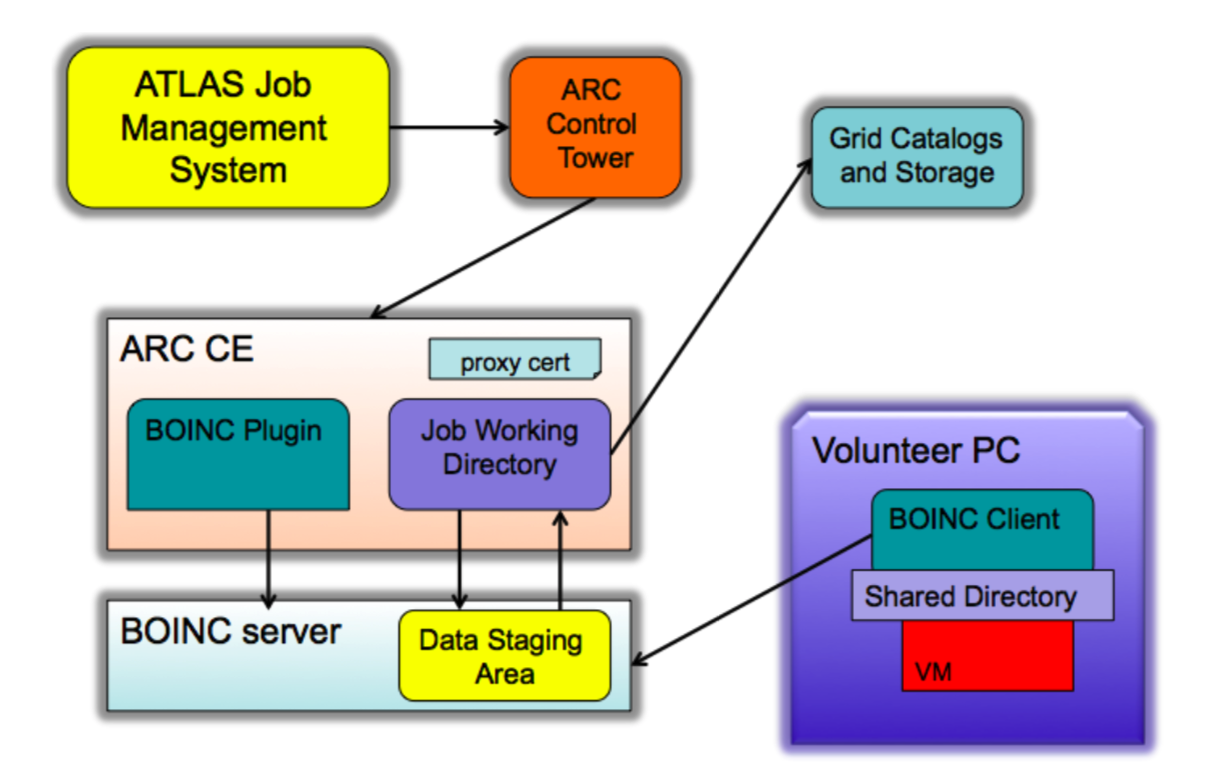 ATLAS Job
Management
System
ARC
Control
Tower
Grid Catalogs
and Storage
ARC CE
proxy cert
BOINC Plugin
Job Working
Directory
Volunteer PC
BOINC Client
Shared Directory
VM
BOINC server
Data Staging
Area